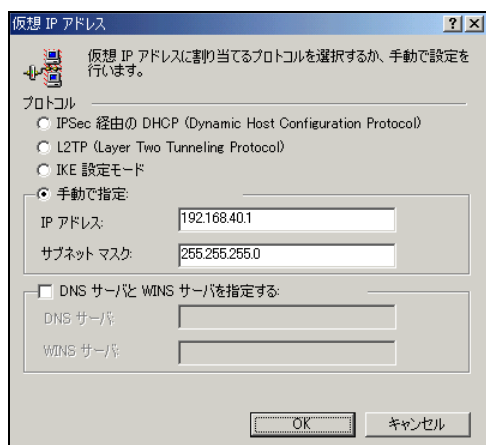 仮想 IP アドレス
仮想 IP アドレスに割り当てるプロトコルを選択するか、手動で設定を
行います。
プロトコル
IPSec 経由の DHCP (Dynamic Host Configuration Protocol)
L2TP (Layer Two Tunneling Protocol)
IKE 設定モード
手動で指定:
IP アドレス:
192.168.40.1
サブネット マスク:
255.255.255.0
DNS サーバと WINS サーバを指定する:
DNS サーバ:
WINS サーバ:
OK
キャンセル